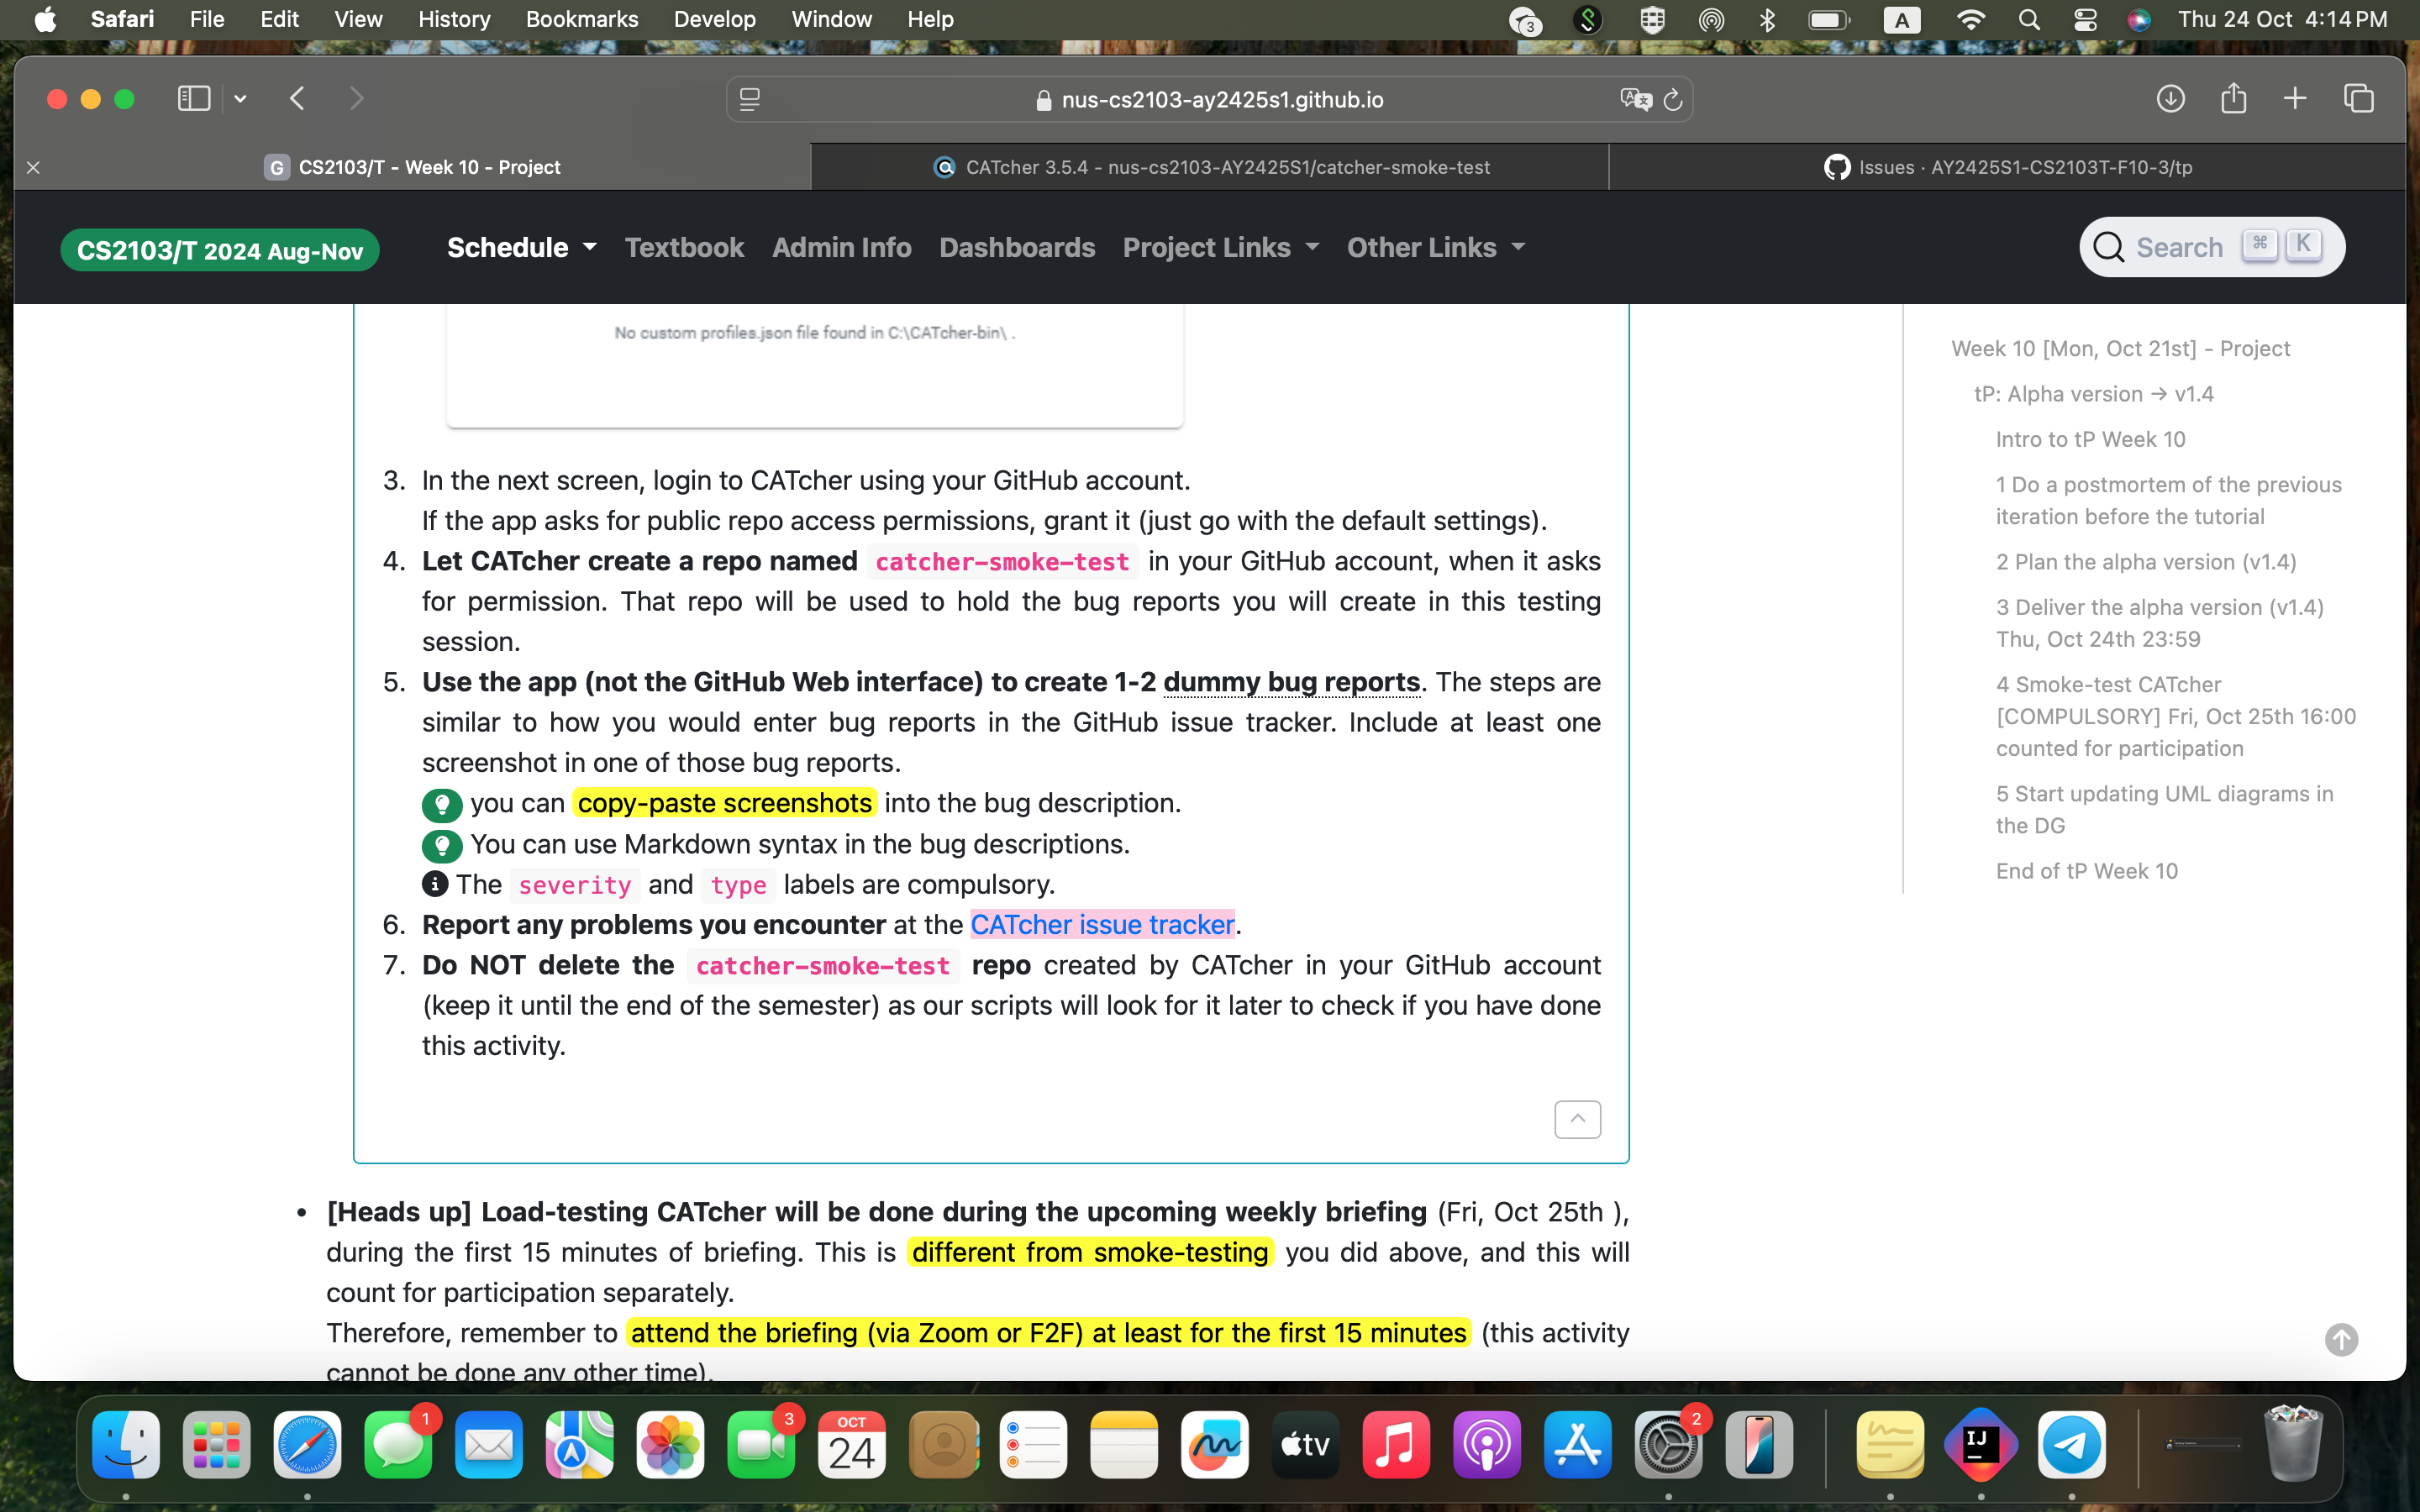 Safari File Edit View History Bookmarks Develop Window Help
3
A
Thu 24 Oct 4:14 PM
nus-cs2103-ay2425s1.github.io
G CS2103/T - Week 10 - Project
CATcher 3.5.4 - nus-cs2103-AY2425S1/catcher-smoke-test
Issues · AY2425S1-CS2103T-F10-3/tp
CS2103/T 2024 Aug-Nov
Schedule Textbook Admin Info Dashboards Project Links Other Links
Search ⌘ K
No custom profiles.json file found in C:\CATcher-bin\ .
3. In the next screen, login to CATcher using your GitHub account.
If the app asks for public repo access permissions, grant it (just go with the default settings).
4. Let CATcher create a repo named catcher-smoke-test in your GitHub account, when it asks
for permission. That repo will be used to hold the bug reports you will create in this testing
session.
5. Use the app (not the GitHub Web interface) to create 1-2 dummy bug reports. The steps are
similar to how you would enter bug reports in the GitHub issue tracker. Include at least one
screenshot in one of those bug reports.
you can copy-paste screenshots into the bug description.
You can use Markdown syntax in the bug descriptions.
The severity and type labels are compulsory.
6. Report any problems you encounter at the CATcher issue tracker.
7. Do NOT delete the catcher-smoke-test repo created by CATcher in your GitHub account
(keep it until the end of the semester) as our scripts will look for it later to check if you have done
this activity.
• [Heads up] Load-testing CATcher will be done during the upcoming weekly briefing (Fri, Oct 25th ),
during the first 15 minutes of briefing. This is different from smoke-testing you did above, and this will
count for participation separately.
Therefore, remember to attend the briefing (via Zoom or F2F) at least for the first 15 minutes (this activity
cannot be done any other time).
Week 10 [Mon, Oct 21st] - Project
tP: Alpha version → v1.4
Intro to tP Week 10
1 Do a postmortem of the previous
iteration before the tutorial
2 Plan the alpha version (v1.4)
3 Deliver the alpha version (v1.4)
Thu, Oct 24th 23:59
4 Smoke-test CATcher
[COMPULSORY] Fri, Oct 25th 16:00
counted for participation
5 Start updating UML diagrams in
the DG
End of tP Week 10
1
3
OCT
24
tv
2
IJ